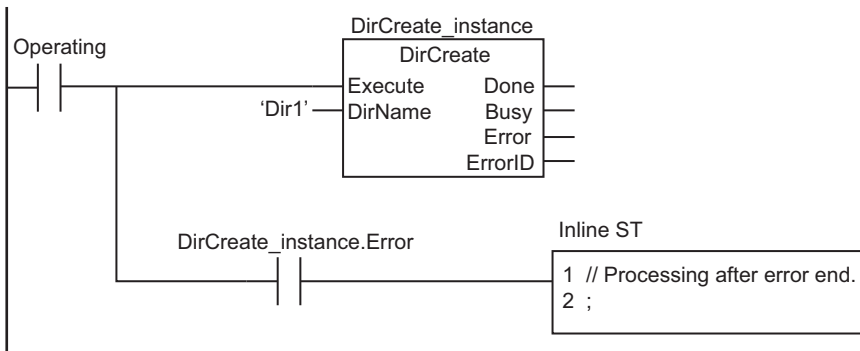 DirCreate_instance
Operating
DirCreate
Execute Done
‘Dir1’ DirName Busy
Error
ErrorID
Inline ST
DirCreate_instance.Error
1 // Processing after error end.
2 ;